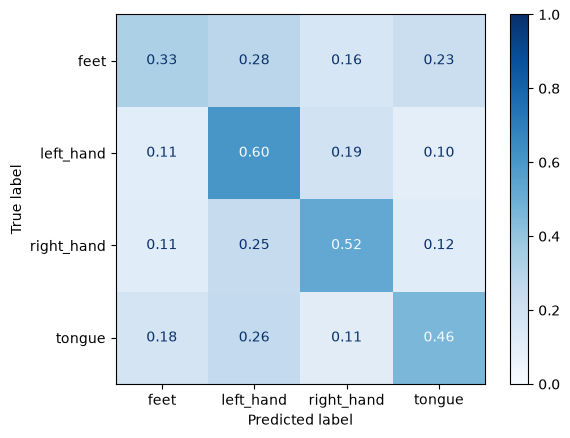 feet 0.33 0.28 0.16 0.23
left_hand 0.11 0.60 0.19 0.10
right_hand 0.11 0.25 0.52 0.12
tongue 0.18 0.26 0.11 0.46
feet left_hand right_hand tongue
Predicted label
True label
1.0
0.8
0.6
0.4
0.2
0.0